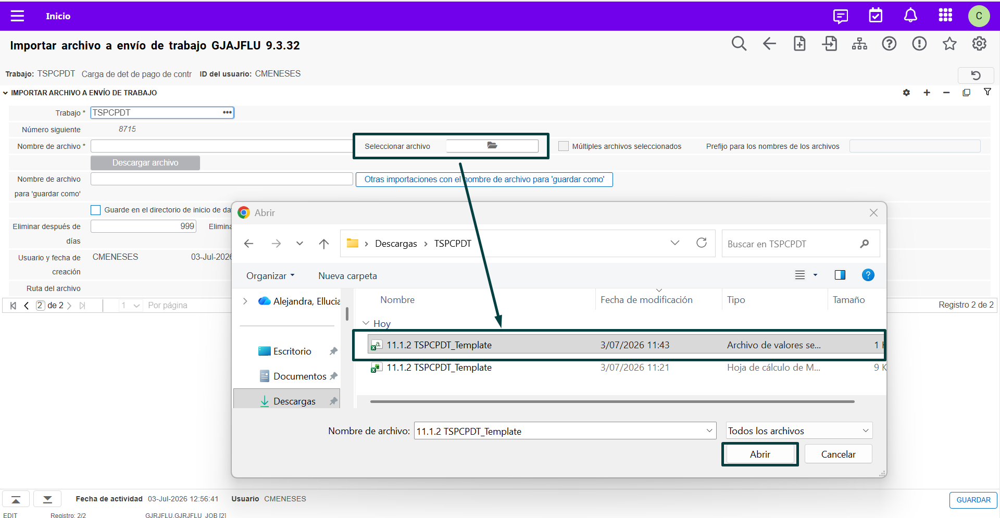 Inicio
C
Importar archivo a envío de trabajo GJAJFLU 9.3.32
Trabajo: TSPCPDT Carga de det de pago de contr ID del usuario: CMENESES
IMPORTAR ARCHIVO A ENVÍO DE TRABAJO
Trabajo * TSPCPDT
Número siguiente 8715
Nombre de archivo * Seleccionar archivo Múltiples archivos seleccionados Prefijo para los nombres de los archivos
Descargar archivo
Nombre de archivo para 'guardar como' Otras importaciones con el nombre de archivo para 'guardar como'
Guarde en el directorio de inicio de da
Eliminar después de días 999 Elimina
Usuario y fecha de creación CMENESES 03-Jul-2026
Ruta del archivo
2 de 2 1 Por página Registro 2 de 2
Abrir
Descargas TSPCPDT Buscar en TSPCPDT
Organizar Nueva carpeta
Alejandra, Ellucia
Escritorio
Documentos
Descargas
Nombre Fecha de modificación Tipo Tamaño
Hoy
11.1.2 TSPCPDT_Template 3/07/2026 11:43 Archivo de valores se... 1 K
11.1.2 TSPCPDT_Template 3/07/2026 11:21 Hoja de cálculo de M... 9 K
Nombre de archivo: 11.1.2 TSPCPDT_Template Todos los archivos
Abrir Cancelar
Fecha de actividad 03-Jul-2026 12:56:41 Usuario CMENESES
GUARDAR
EDIT Registro: 2/2 GJRJFLU.GJRJFLU_JOB [2]